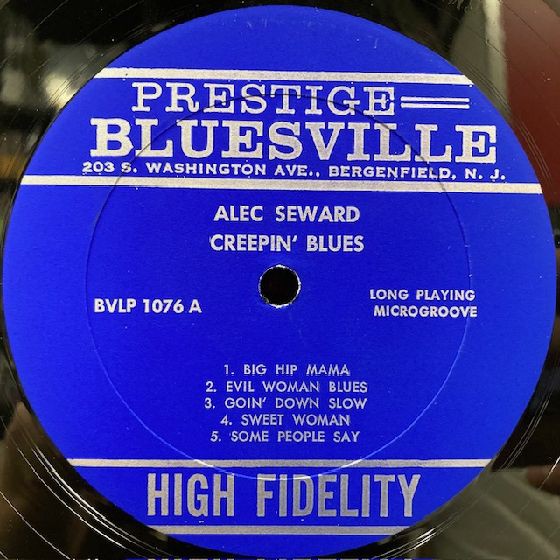 PRESTIGE
BLUESVILLE
203 S. WASHINGTON AVE., BERGENFIELD, N. J.
ALEC SEWARD
CREEPIN' BLUES
BVLP 1076 A
LONG PLAYING
MICROGROOVE
1. BIG HIP MAMA
2. EVIL WOMAN BLUES
3. GOIN' DOWN SLOW
4. SWEET WOMAN
5. SOME PEOPLE SAY
HIGH FIDELITY